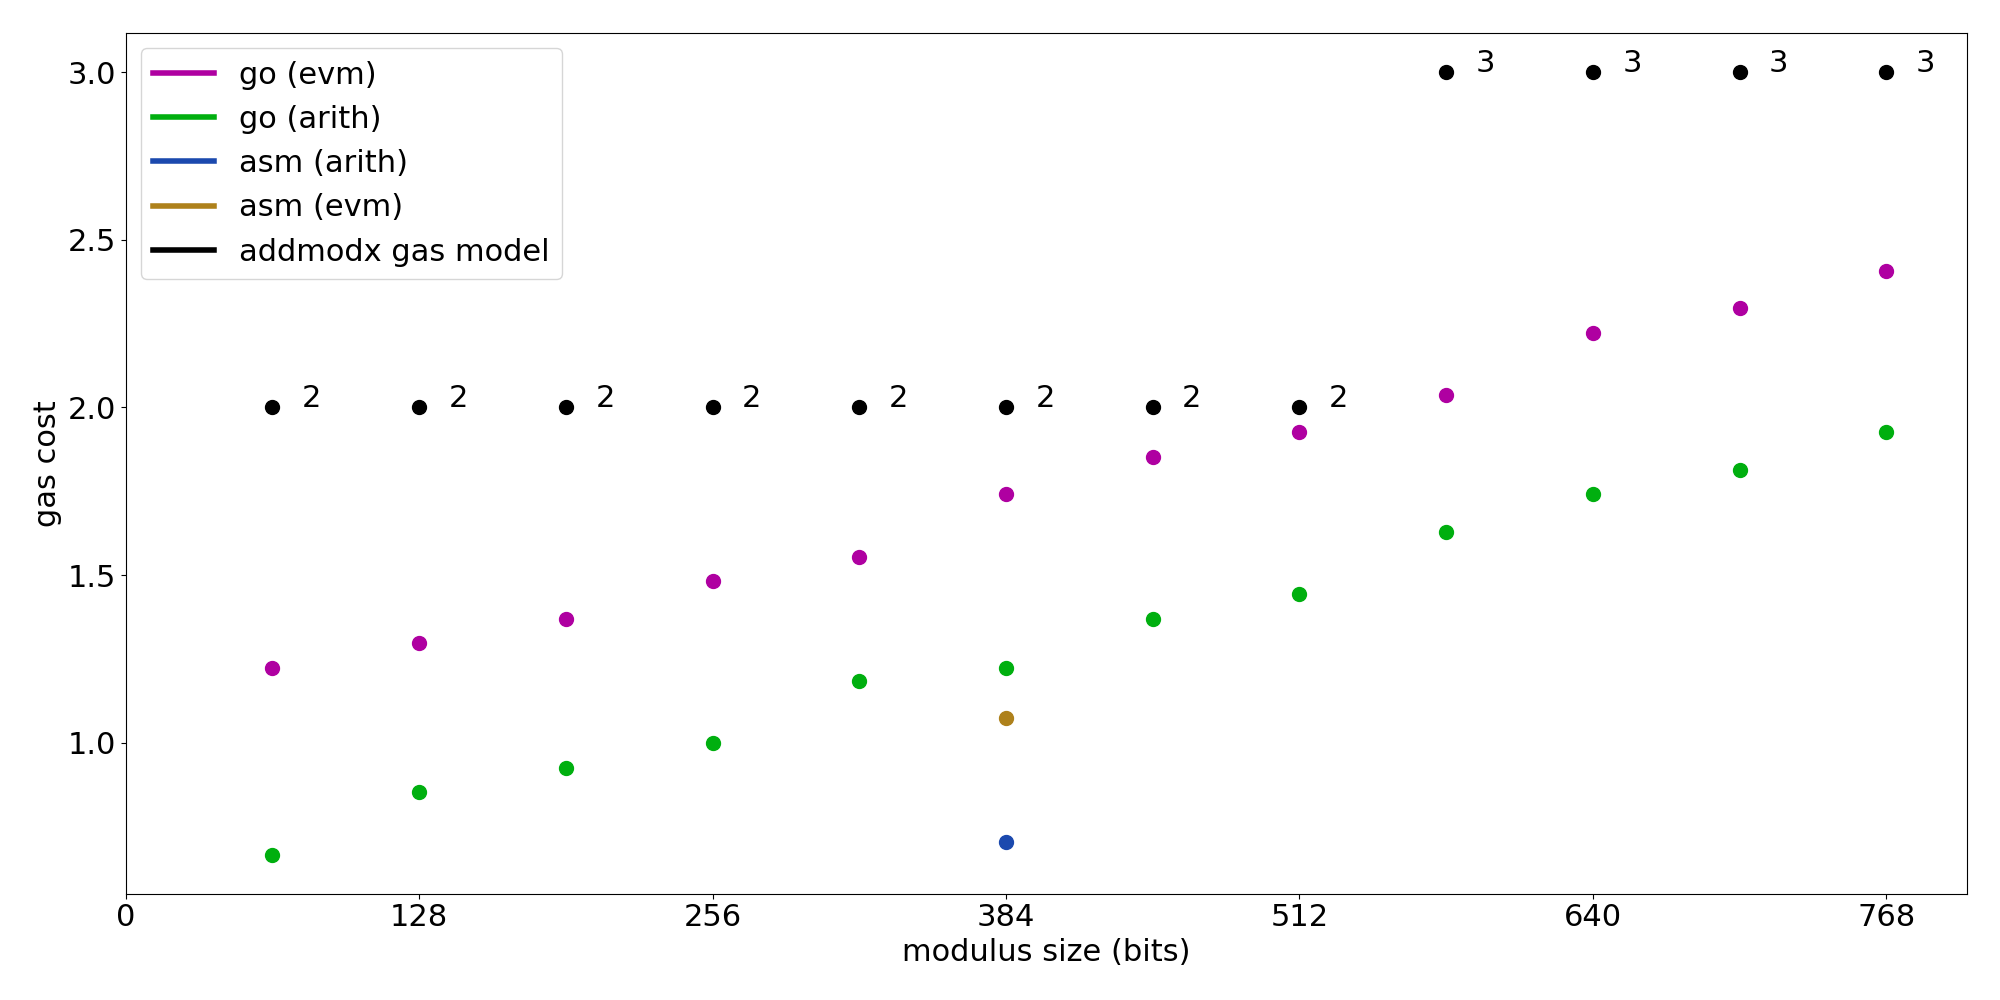 go (evm)
go (arith)
asm (arith)
asm (evm)
addmodx gas model
3 3 3 3
2 2 2 2 2 2 2 2
3.0
2.5
2.0
1.5
1.0
gas cost
0 128 256 384 512 640 768
modulus size (bits)